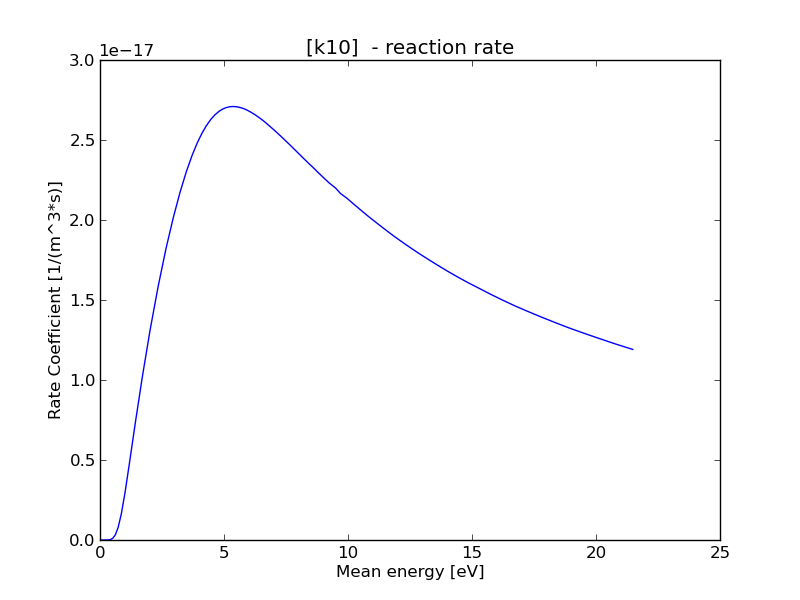 [k10]  - reaction rate
1e−17
3.0
2.5
2.0
1.5
1.0
0.5
0.0
Rate Coefficient [1/(m^3*s)]
0 5 10 15 20 25
Mean energy [eV]